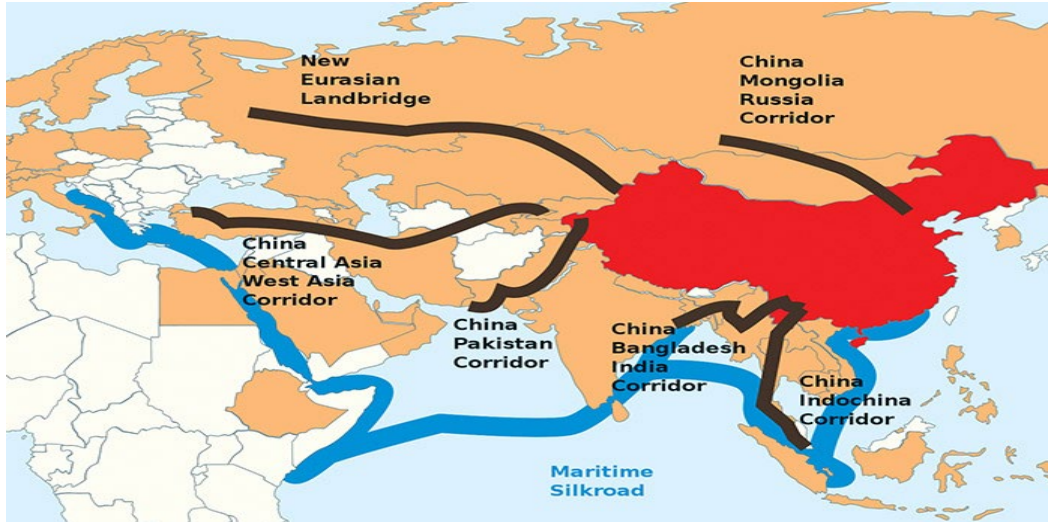 New
Eurasian
Landbridge
China
Mongolia
Russia
Corridor
China
Central Asia
West Asia
Corridor
China
Pakistan
Corridor
China
Bangladesh
India
Corridor
China
Indochina
Corridor
Maritime
Silkroad